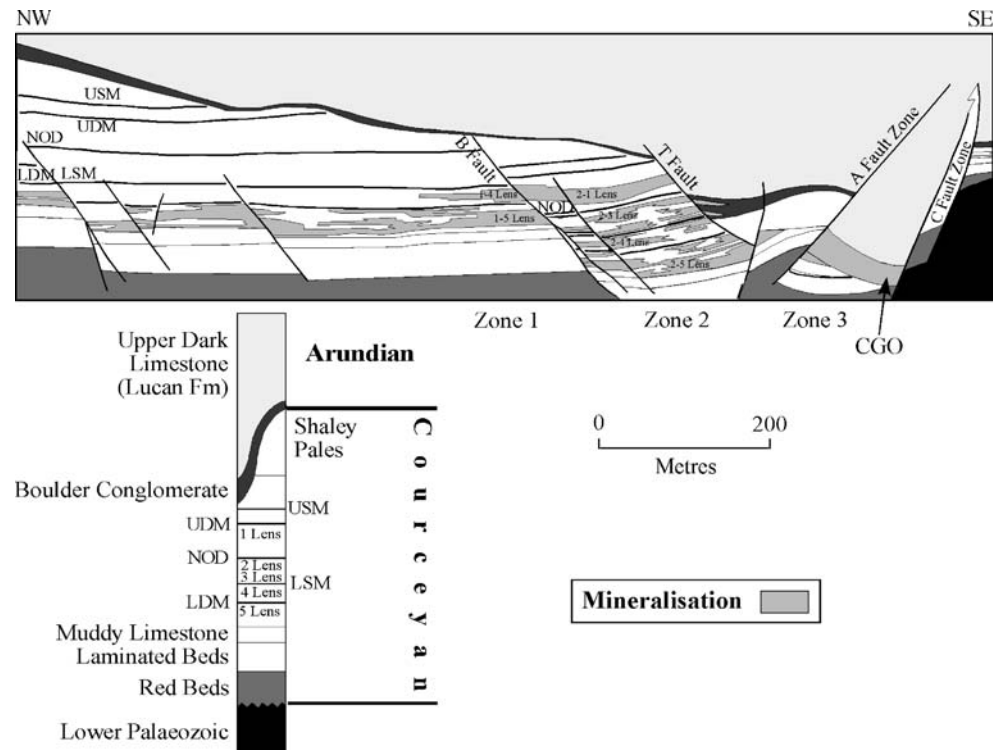 NW
SE
USM
UDM
NOD
LDM
LSM
B Fault
T Fault
A Fault Zone
C Fault Zone
1-4 Lens
2-1 Lens
NOD
1-5 Lens
2-3 Lens
2-4 Lens
2-5 Lens
Zone 1
Zone 2
Zone 3
CGO
Upper Dark
Limestone
(Lucan Fm)
Arundian
Shaley
Pales
Courceyan
0
200
Metres
Boulder Conglomerate
USM
UDM
1 Lens
NOD
2 Lens
3 Lens
LSM
4 Lens
LDM
5 Lens
Mineralisation
Muddy Limestone
Laminated Beds
Red Beds
Lower Palaeozoic